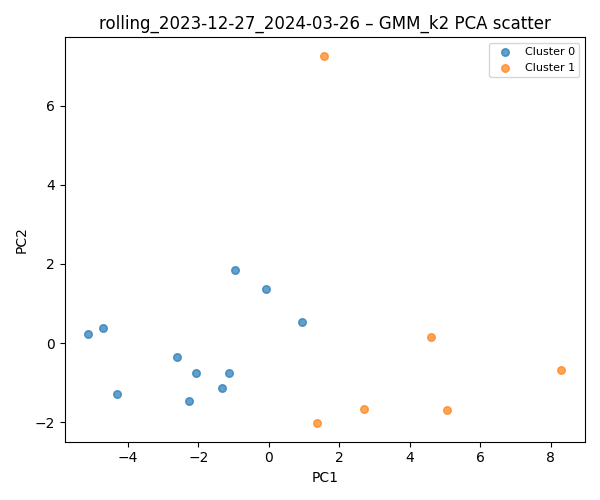 rolling_2023-12-27_2024-03-26 – GMM_k2 PCA scatter
Cluster 0
Cluster 1
6
4
2
0
−2
PC2
−4
−2
0
2
4
6
8
PC1